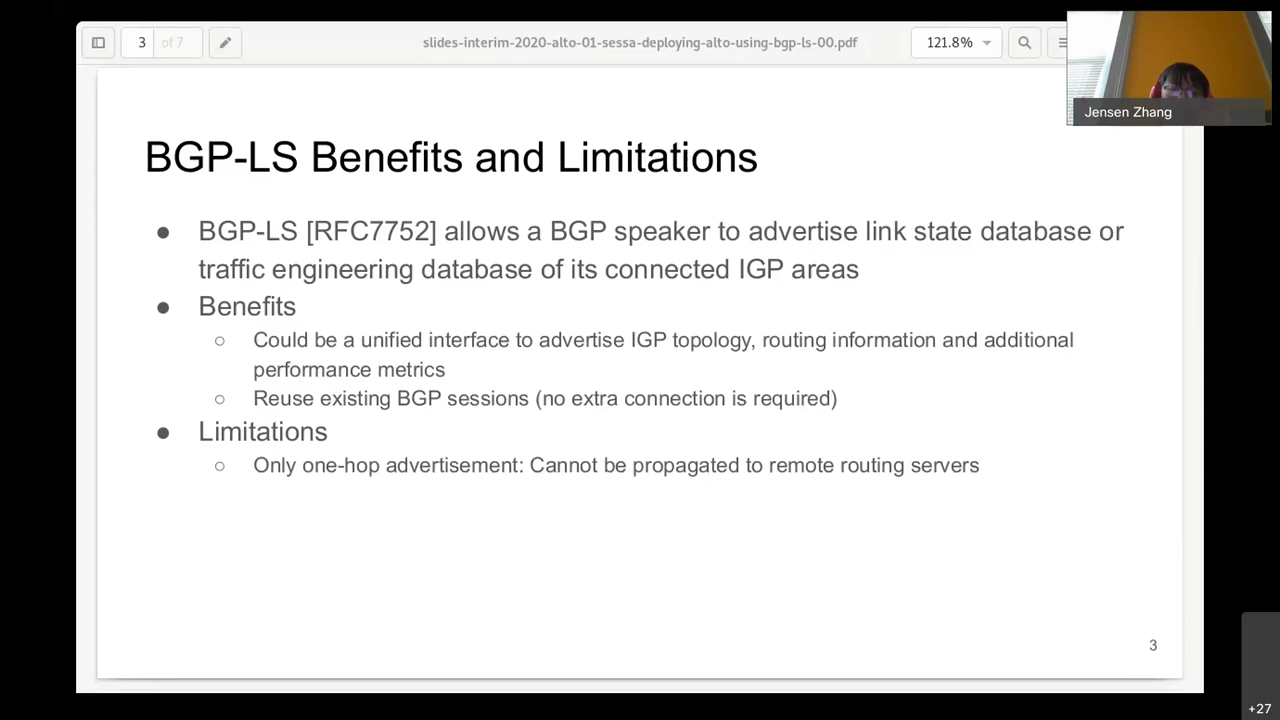 3 of 7
slides-interim-2020-alto-01-sessa-deploying-alto-using-bgp-ls-00.pdf
121.8%
Jensen Zhang
BGP-LS Benefits and Limitations
● BGP-LS [RFC7752] allows a BGP speaker to advertise link state database or
traffic engineering database of its connected IGP areas
● Benefits
○ Could be a unified interface to advertise IGP topology, routing information and additional
performance metrics
○ Reuse existing BGP sessions (no extra connection is required)
● Limitations
○ Only one-hop advertisement: Cannot be propagated to remote routing servers
3
+27